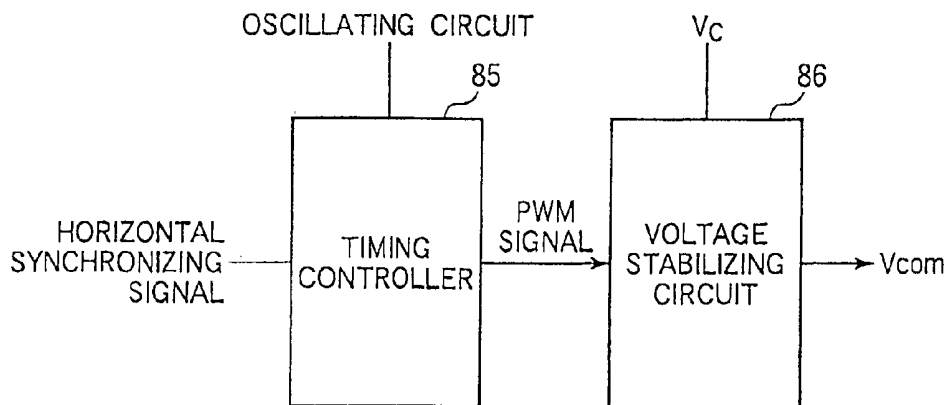 OSCILLATING CIRCUIT
VC
85
86
HORIZONTAL
SYNCHRONIZING
SIGNAL
TIMING
CONTROLLER
PWM
SIGNAL
VOLTAGE
STABILIZING
CIRCUIT
Vcom